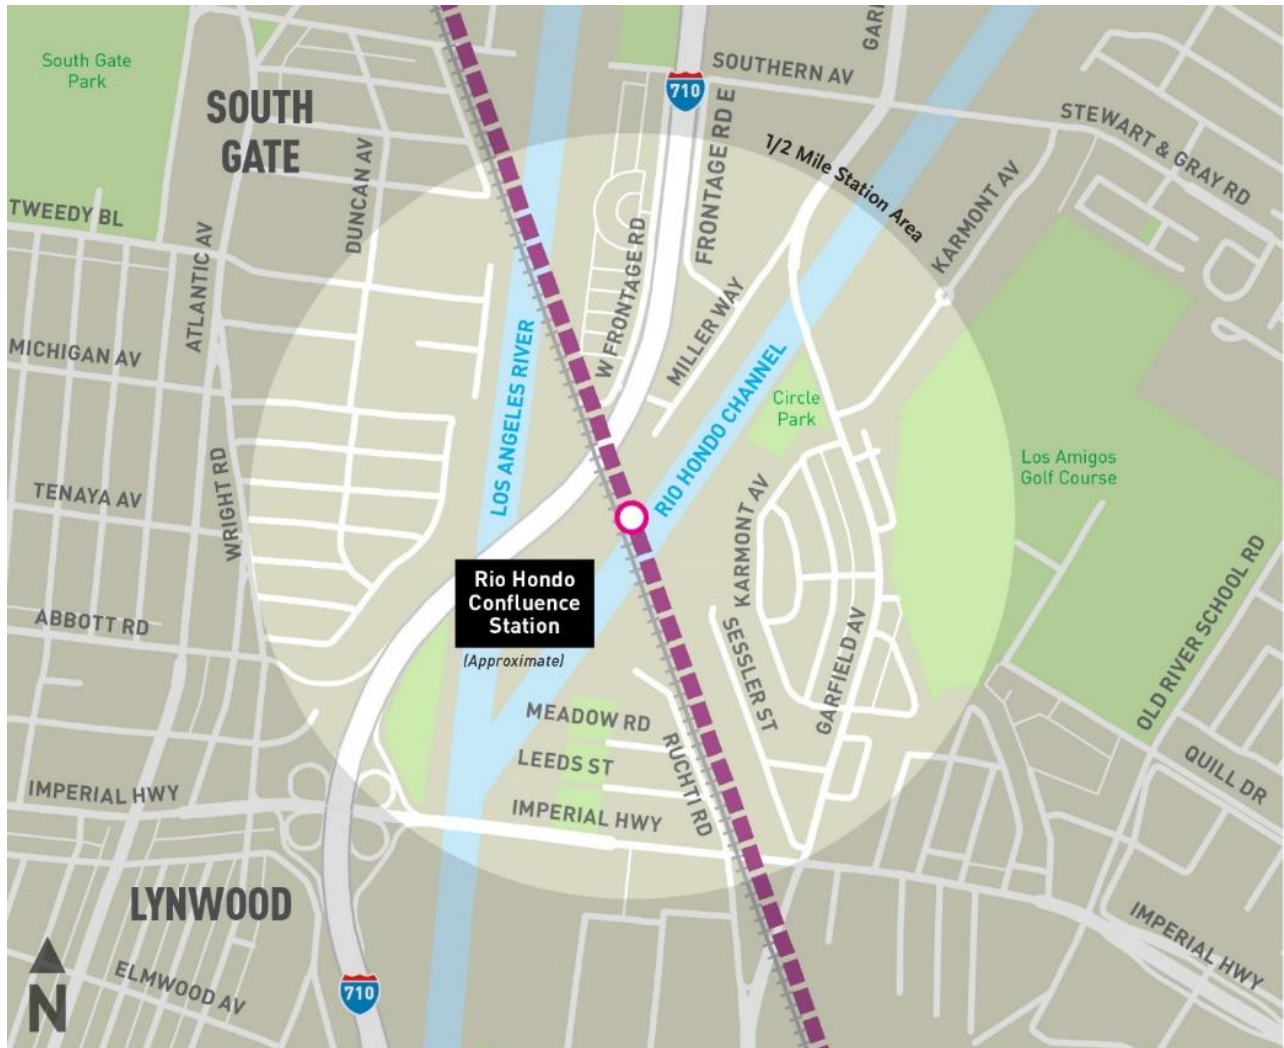 South Gate
Park
SOUTH
GATE
710
SOUTHERN AV
STEWART & GRAY RD
1/2 Mile Station Area
KARMONT AV
FRONTAGE RD E
DUNCAN AV
TWEEDY BL
ATLANTIC AV
W FRONTAGE RD
MILLER WAY
MICHIGAN AV
LOS ANGELES RIVER
RIO HONDO CHANNEL
Circle
Park
Los Amigos
Golf Course
TENAYA AV
WRIGHT RD
KARMONT AV
Rio Hondo
Confluence
Station
(Approximate)
ABBOTT RD
SESSLER ST
GARFIELD AV
OLD RIVER SCHOOL RD
MEADOW RD
LEEDS ST
RUCHTI RD
QUILL DR
IMPERIAL HWY
IMPERIAL HWY
LYNWOOD
IMPERIAL HWY
ELMWOOD AV
710
N